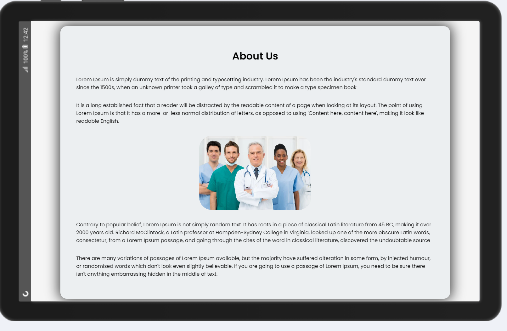 12:42
100%
About Us
Lorem Ipsum is simply dummy text of the printing and typesetting industry. Lorem Ipsum has been the industry's standard dummy text ever
since the 1500s, when an unknown printer took a galley of type and scrambled it to make a type specimen book.
It is a long established fact that a reader will be distracted by the readable content of a page when looking at its layout. The point of using
Lorem Ipsum is that it has a more-or-less normal distribution of letters, as opposed to using 'Content here, content here', making it look like
readable English.
Contrary to popular belief, Lorem Ipsum is not simply random text. It has roots in a piece of classical Latin literature from 45 BC, making it over
2000 years old. Richard McClintock, a Latin professor at Hampden-Sydney College in Virginia, looked up one of the more obscure Latin words,
consectetur, from a Lorem Ipsum passage, and going through the cites of the word in classical literature, discovered the undoubtable source.
There are many variations of passages of Lorem Ipsum available, but the majority have suffered alteration in some form, by injected humour,
or randomised words which don't look even slightly believable. If you are going to use a passage of Lorem Ipsum, you need to be sure there
isn't anything embarrassing hidden in the middle of text.